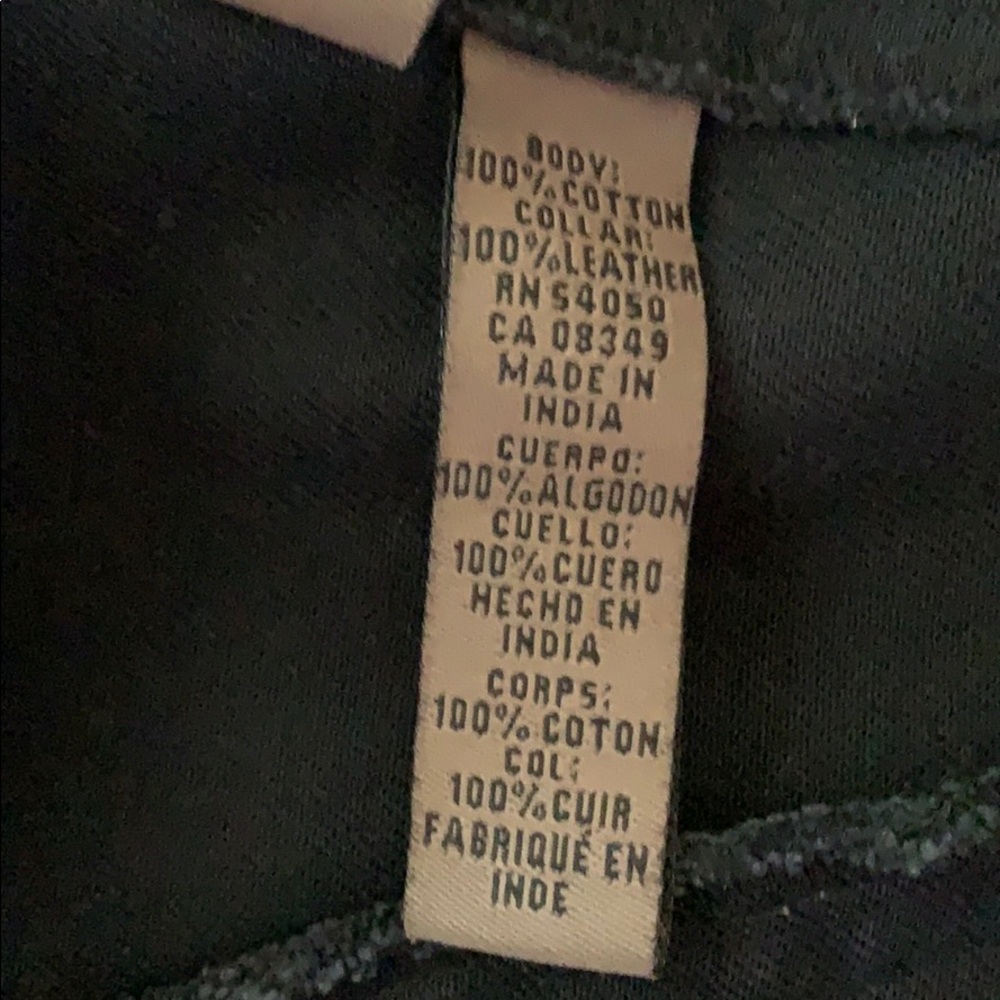 BODY:
100%COTTON
COLLAR:
100%LEATHER
RN 54050
CA 08349
MADE IN
INDIA
CUERPO:
100%ALGODON
CUELLO:
100%CUERO
HECHO EN
INDIA
CORPS:
100% COTON
COL:
100%CUIR
FABRIQUÉ EN
INDE